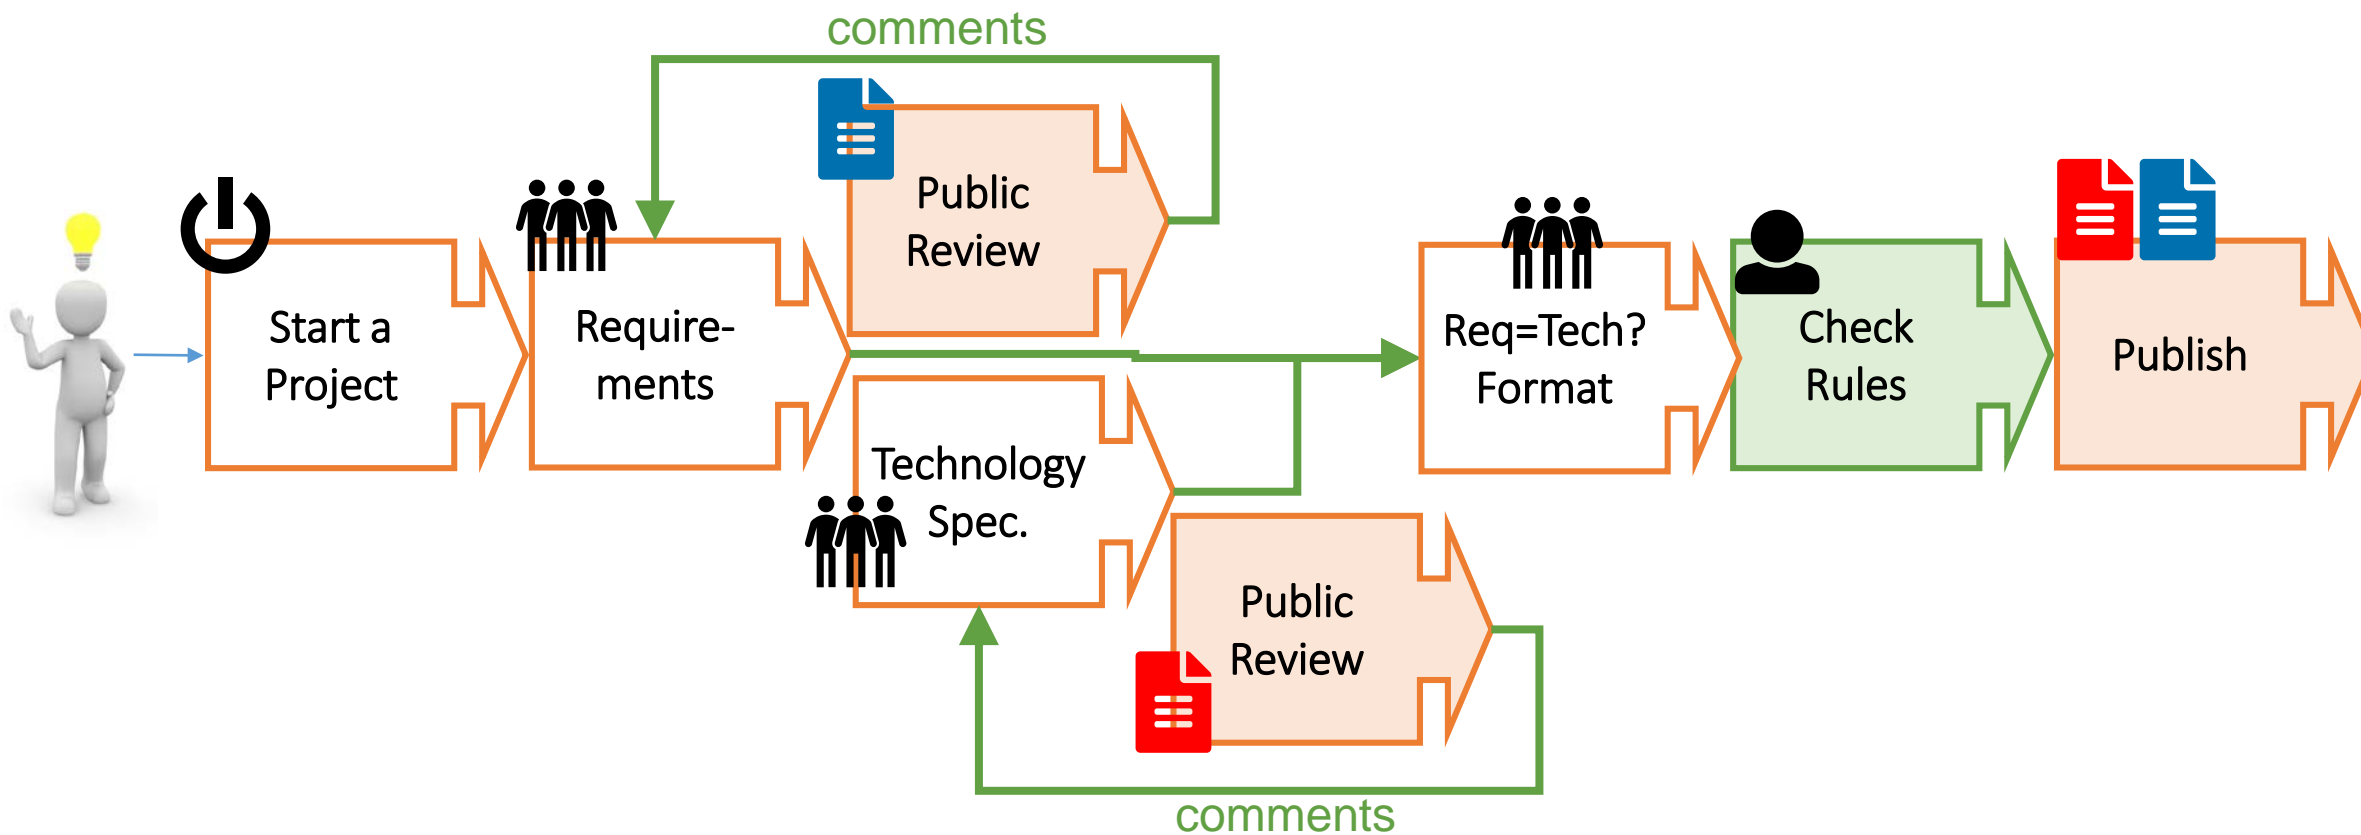 comments
Public
Review
Start a
Project
Require-
ments
Technology
Spec.
Public
Review
comments
Req=Tech?
Format
Check
Rules
Publish